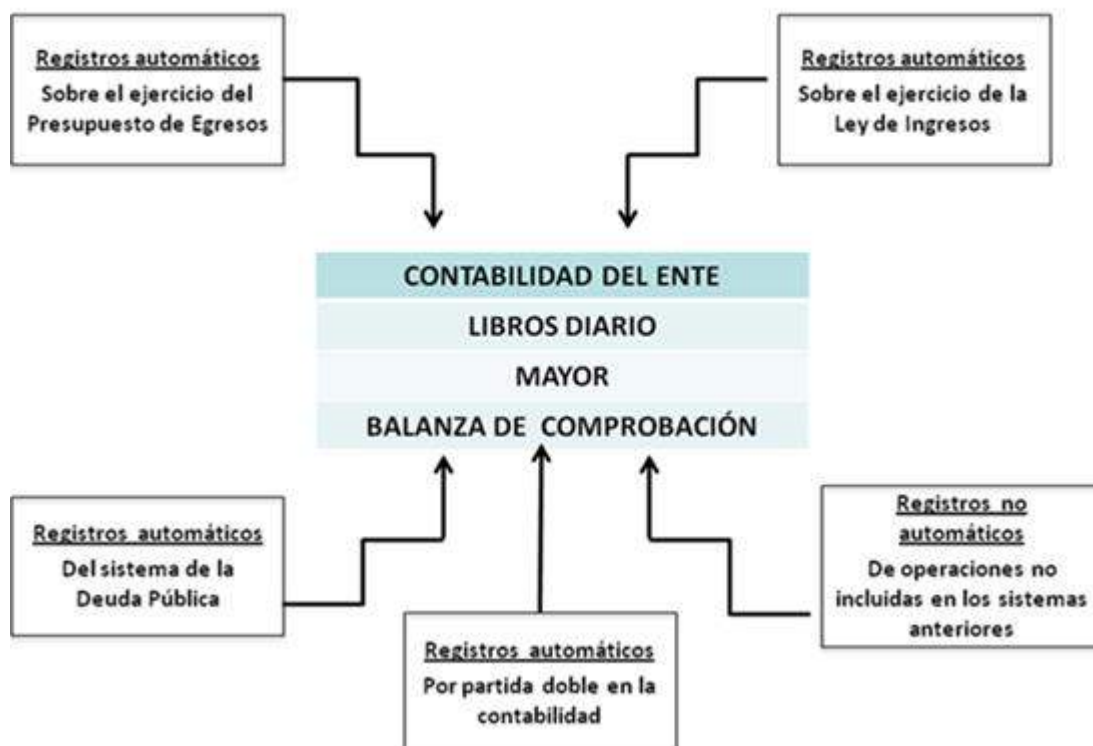 Registros automáticos
Sobre el ejercicio del
Presupuesto de Egresos
Registros automáticos
Sobre el ejercicio de la
Ley de Ingresos
CONTABILIDAD DEL ENTE
LIBROS DIARIO
MAYOR
BALANZA DE COMPROBACIÓN
Registros automáticos
Del sistema de la
Deuda Pública
Registros automáticos
Por partida doble en la
contabilidad
Registros no
automáticos
De operaciones no
incluidas en los sistemas
anteriores